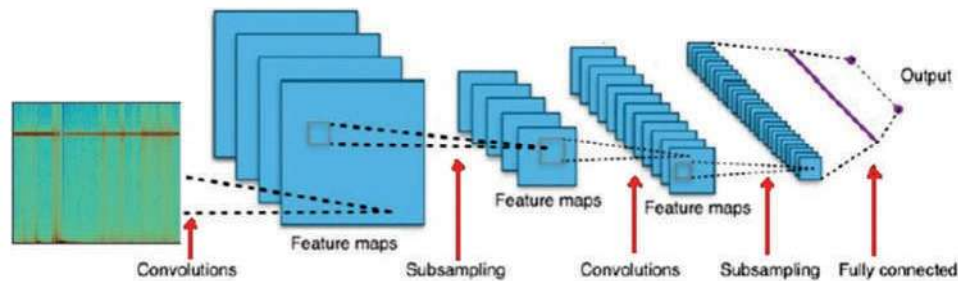 Output
Feature maps
Feature maps
Feature maps
Convolutions
Subsampling
Convolutions
Subsampling
Fully connected